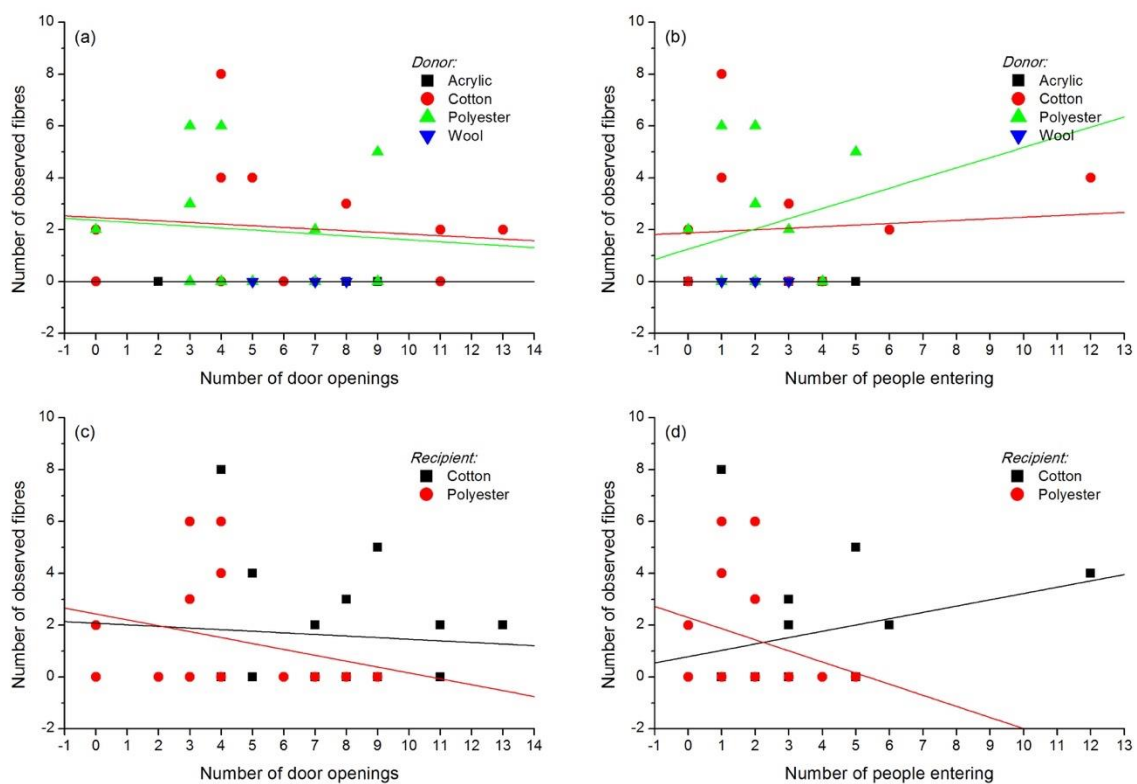 (a)
Donor:
Acrylic
Cotton
Polyester
Wool
Number of observed fibres
10
8
6
4
2
0
-2
-1 0 1 2 3 4 5 6 7 8 9 10 11 12 13 14
Number of door openings
(b)
Donor:
Acrylic
Cotton
Polyester
Wool
Number of observed fibres
10
8
6
4
2
0
-2
-1 0 1 2 3 4 5 6 7 8 9 10 11 12 13
Number of people entering
(c)
Recipient:
Cotton
Polyester
Number of observed fibres
10
8
6
4
2
0
-2
-1 0 1 2 3 4 5 6 7 8 9 10 11 12 13 14
Number of door openings
(d)
Recipient:
Cotton
Polyester
Number of observed fibres
10
8
6
4
2
0
-2
-1 0 1 2 3 4 5 6 7 8 9 10 11 12 13
Number of people entering